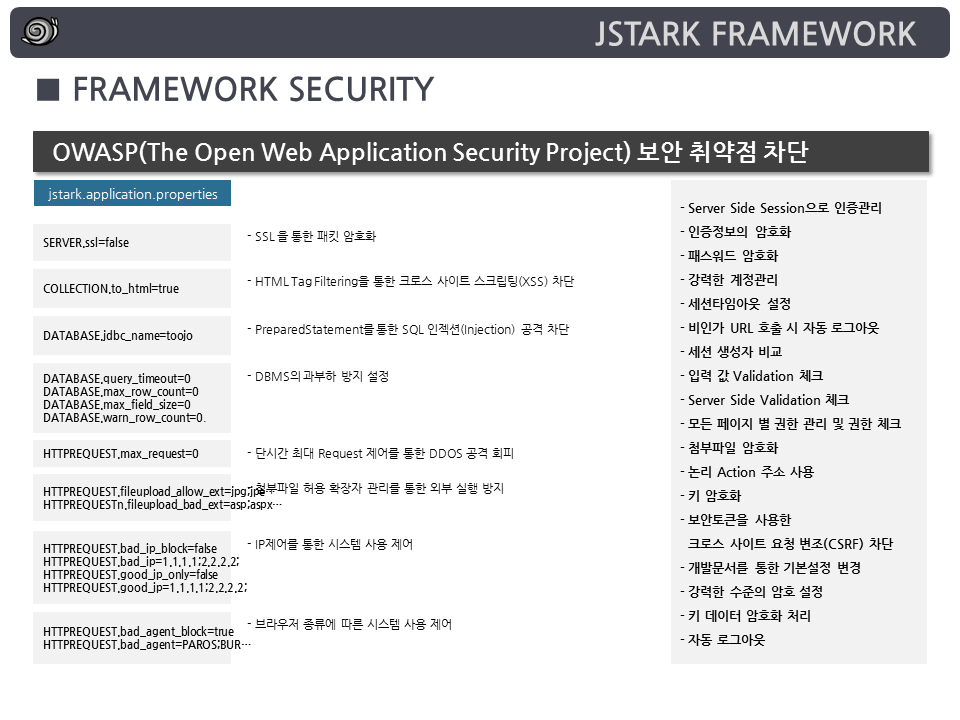 JSTARK FRAMEWORK
■ FRAMEWORK SECURITY
OWASP(The Open Web Application Security Project) 보안 취약점 차단
jstark.application.properties
SERVER.ssl=false
- SSL을 통한 패킷 암호화
COLLECTION.to_html=true
- HTML Tag Filtering을 통한 크로스 사이트 스크립팅(XSS) 차단
DATABASE.jdbc_name=toojo
- PreparedStatement를 통한 SQL 인젝션(Injection) 공격 차단
DATABASE.query_timeout=0
DATABASE.max_row_count=0
DATABASE.max_field_size=0
DATABASE.warn_row_count=0.
- DBMS의 과부하 방지 설정
HTTPREQUEST.max_request=0
- 단시간 최대 Request 제어를 통한 DDOS 공격 회피
HTTPREQUEST.fileupload_allow_ext=jpg;jpe…
HTTPREQUESTn.fileupload_bad_ext=asp;aspx…
- 첨부파일 허용 확장자 관리를 통한 외부 실행 방지
HTTPREQUEST.bad_ip_block=false
HTTPREQUEST.bad_ip=1.1.1.1;2.2.2.2;
HTTPREQUEST.good_ip_only=false
HTTPREQUEST.good_ip=1.1.1.1;2.2.2.2;
- IP제어를 통한 시스템 사용 제어
HTTPREQUEST.bad_agent_block=true
HTTPREQUEST.bad_agent=PAROS;BUR…
- 브라우저 종류에 따른 시스템 사용 제어
- Server Side Session으로 인증관리
- 인증정보의 암호화
- 패스워드 암호화
- 강력한 계정관리
- 세션타임아웃 설정
- 비인가 URL 호출 시 자동 로그아웃
- 세션 생성자 비교
- 입력 값 Validation 체크
- Server Side Validation 체크
- 모든 페이지 별 권한 관리 및 권한 체크
- 첨부파일 암호화
- 논리 Action 주소 사용
- 키 암호화
- 보안토큰을 사용한
크로스 사이트 요청 변조(CSRF) 차단
- 개발문서를 통한 기본설정 변경
- 강력한 수준의 암호 설정
- 키 데이터 암호화 처리
- 자동 로그아웃